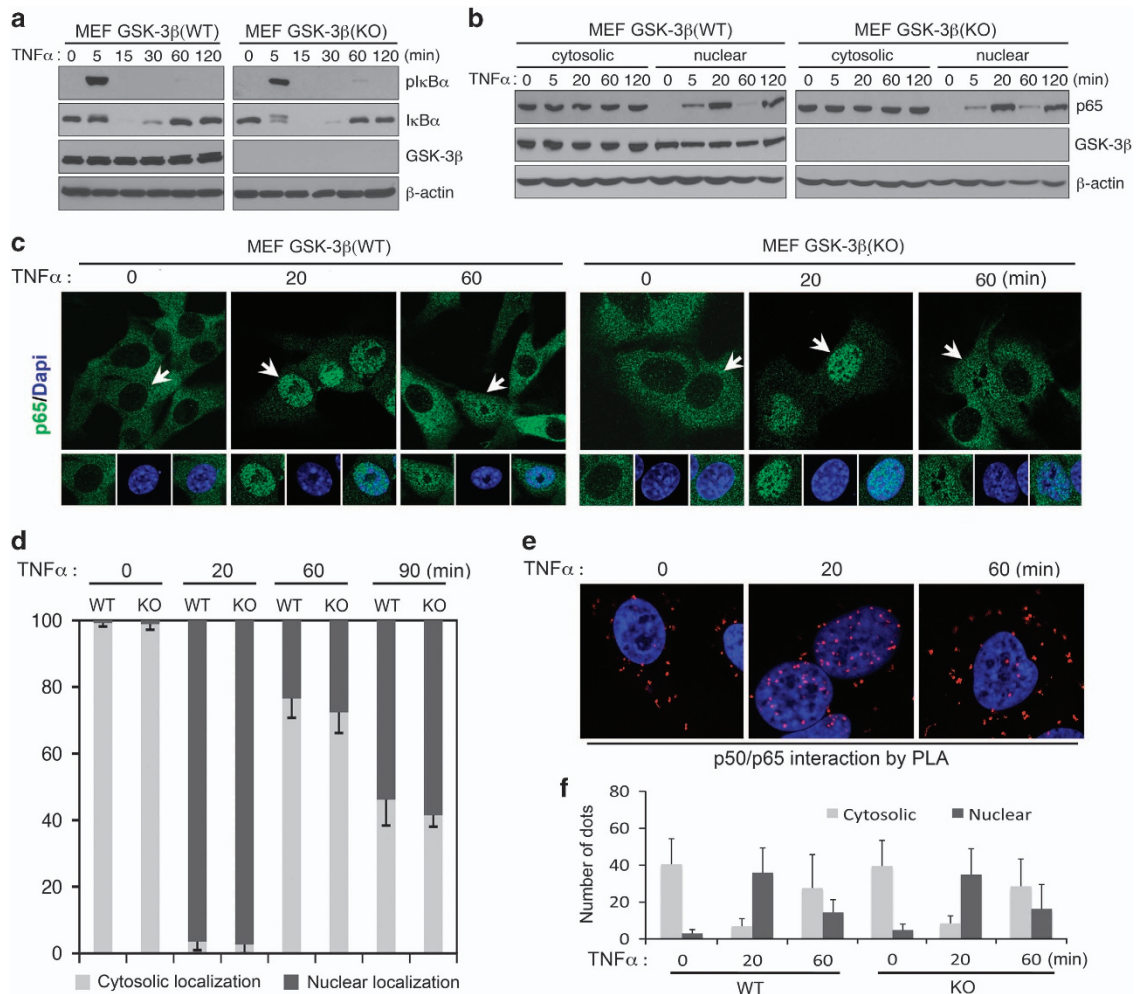 a
MEF GSK-3β(WT) MEF GSK-3β(KO)
TNFα : 0 5 15 30 60 120 0 5 15 30 60 120 (min)
pIκBα
IκBα
GSK-3β
β-actin
b
MEF GSK-3β(WT) MEF GSK-3β(KO)
cytosolic nuclear cytosolic nuclear
TNFα : 0 5 20 60 120 0 5 20 60 120 0 5 20 60 120 0 5 20 60 120 (min)
p65
GSK-3β
β-actin
c
MEF GSK-3β(WT) MEF GSK-3β(KO)
TNFα : 0 20 60 0 20 60 (min)
p65/Dapi
d
TNFα : 0 20 60 90 (min)
WT KO WT KO WT KO WT KO
100
80
60
40
20
0
Cytosolic localization Nuclear localization
e
TNFα : 0 20 60 (min)
p50/p65 interaction by PLA
f
Number of dots
80
60
40
20
0
Cytosolic Nuclear
TNFα : 0 20 60 0 20 60 (min)
WT KO